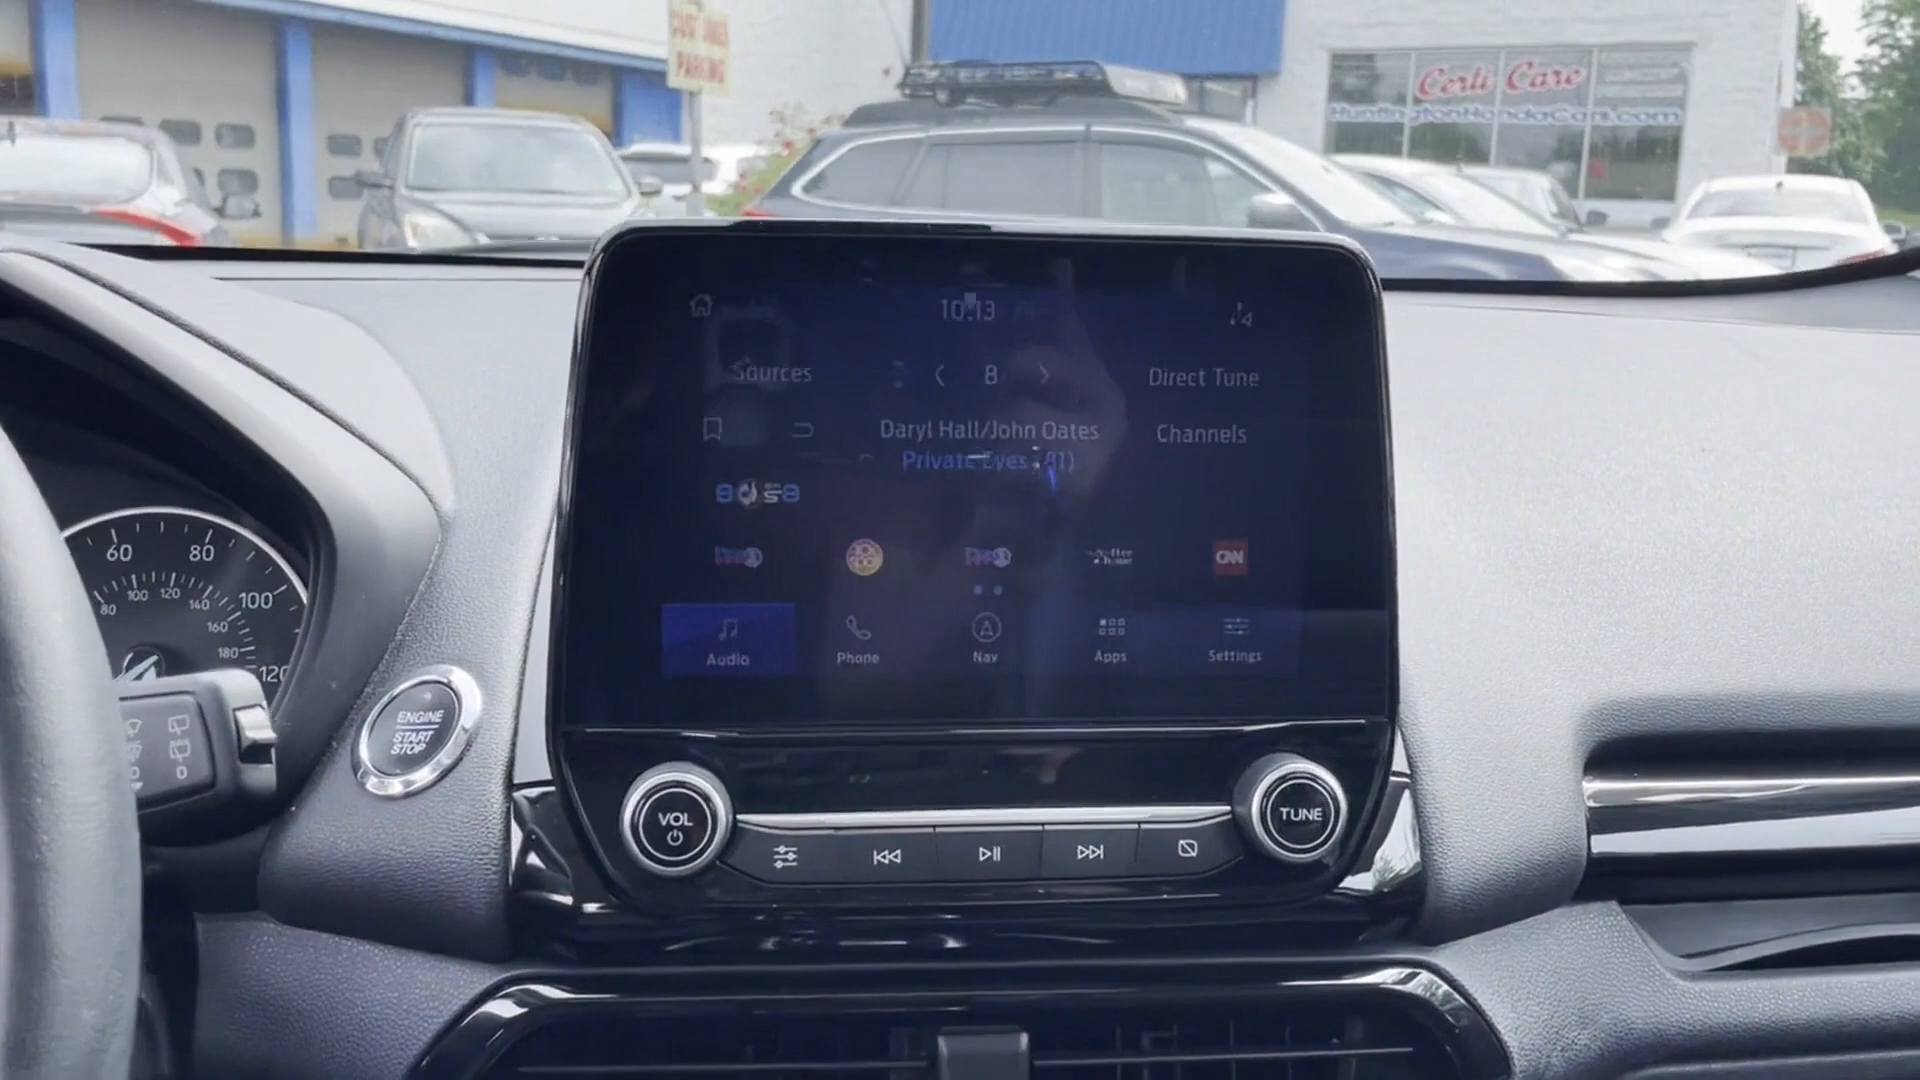 CUSTOMER
PARKING
Certi Care
HuntingtonHondaCars.com
10:13
Sources
8
Direct Tune
Daryl Hall/John Oates
Channels
Private Eyes (81)
CNN
Audio
Phone
Nav
Apps
Settings
60
80
100
120
80
100
120
140
160
180
ENGINE
START
STOP
VOL
TUNE